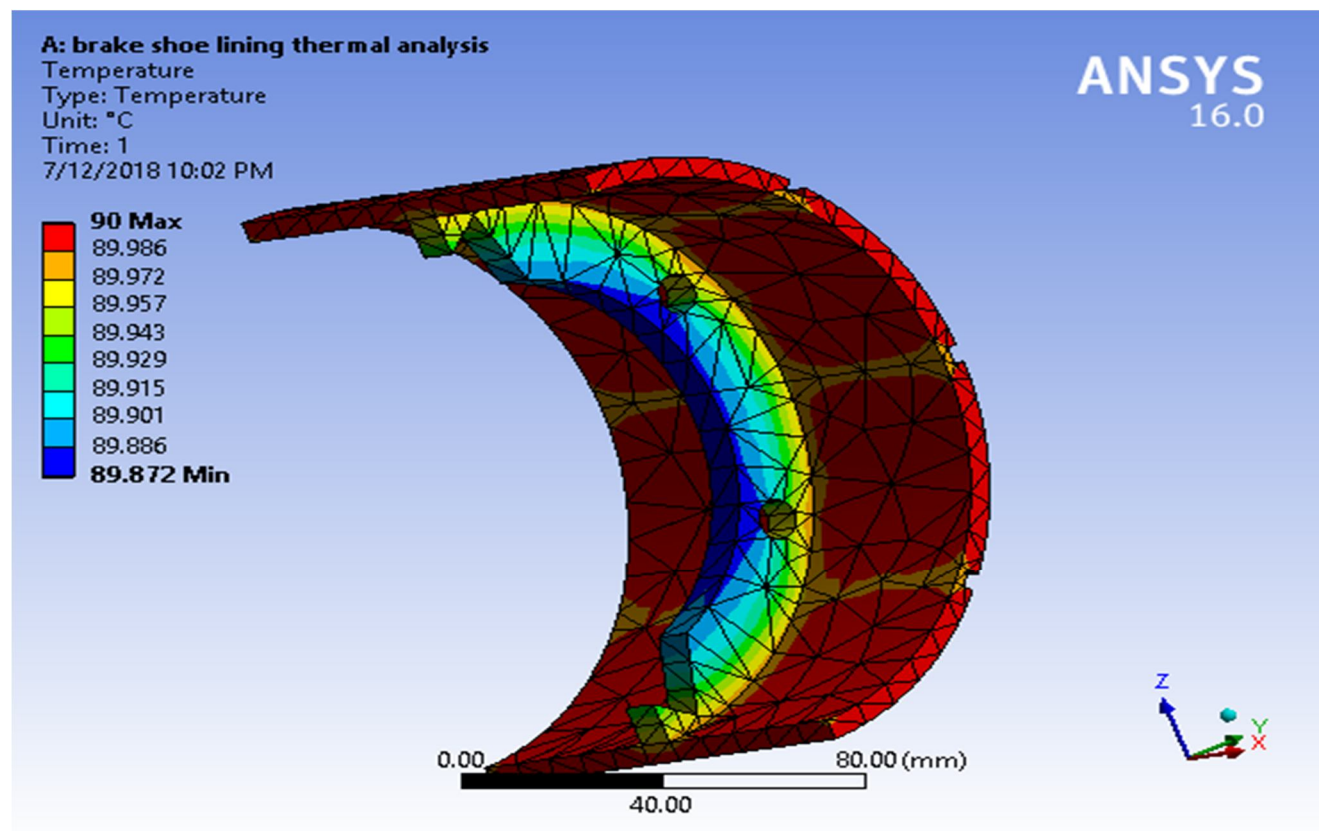 A: brake shoe lining thermal analysis
Temperature
Type: Temperature
Unit: °C
Time: 1
7/12/2018 10:02 PM
ANSYS
16.0
90 Max
89.986
89.972
89.957
89.943
89.929
89.915
89.901
89.886
89.872 Min
Z
Y
X
0.00
80.00 (mm)
40.00